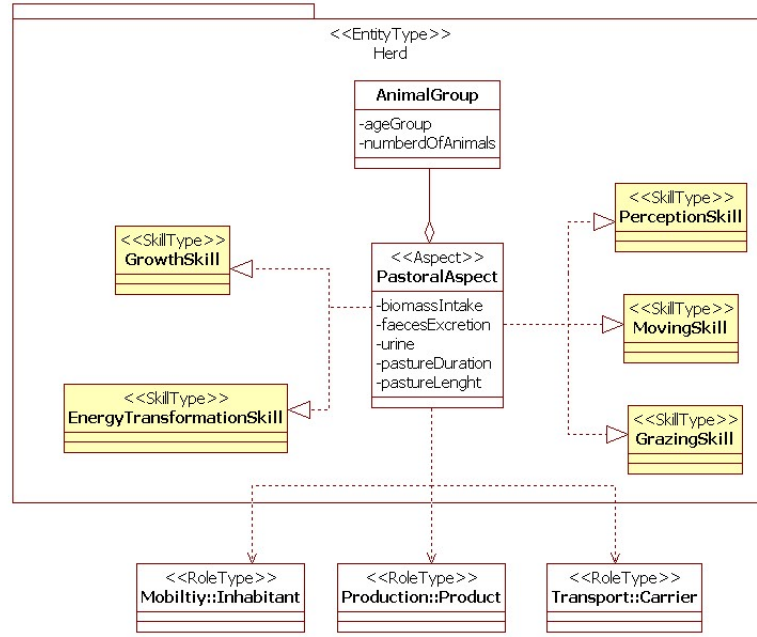 <<EntityType>>
Herd
AnimalGroup
-ageGroup
-numberdOfAnimals
<<SkillType>>
PerceptionSkill
<<SkillType>>
GrowthSkill
<<Aspect>>
PastoralAspect
-biomassIntake
-faecesExcretion
-urine
-pastureDuration
-pastureLenght
<<SkillType>>
MovingSkill
<<SkillType>>
EnergyTransformationSkill
<<SkillType>>
GrazingSkill
<<RoleType>>
Mobiltiy::Inhabitant
<<RoleType>>
Production::Product
<<RoleType>>
Transport::Carrier